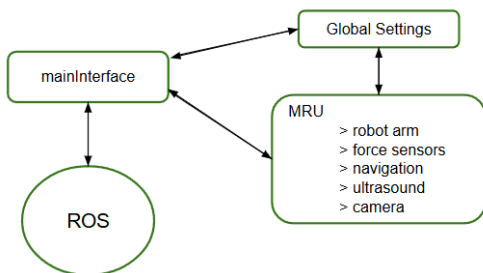 Global Settings
mainInterface
MRU
> robot arm
> force sensors
> navigation
> ultrasound
> camera
ROS